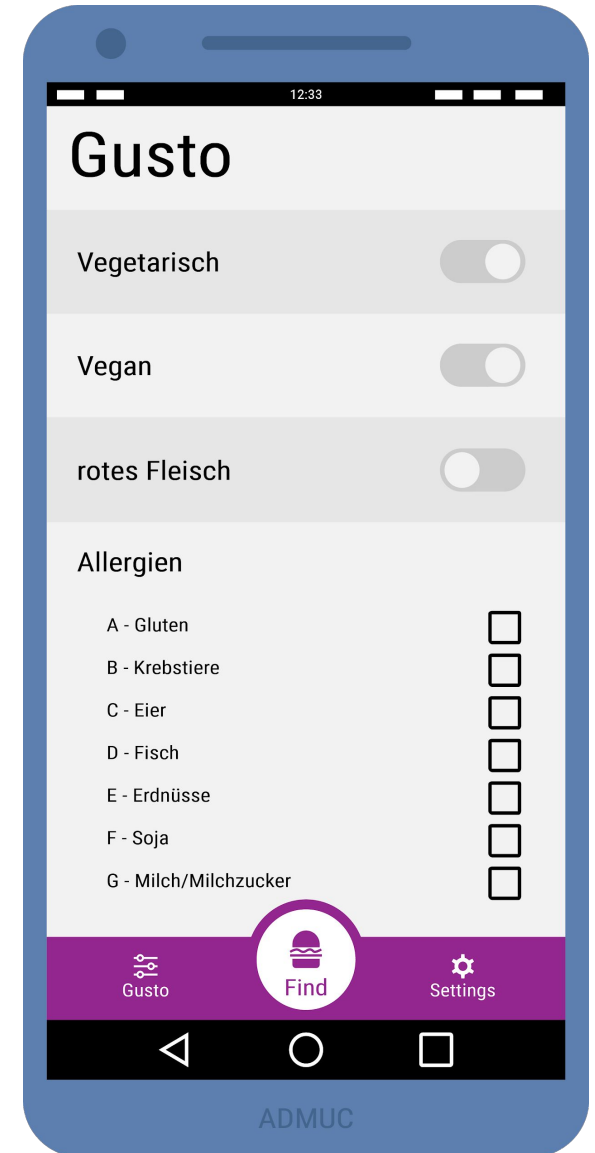 12:33
Gusto
Vegetarisch
Vegan
rotes Fleisch
Allergien
A - Gluten
B - Krebstiere
C - Eier
D - Fisch
E - Erdnüsse
F - Soja
G - Milch/Milchzucker
Gusto
Find
Settings
ADMUC